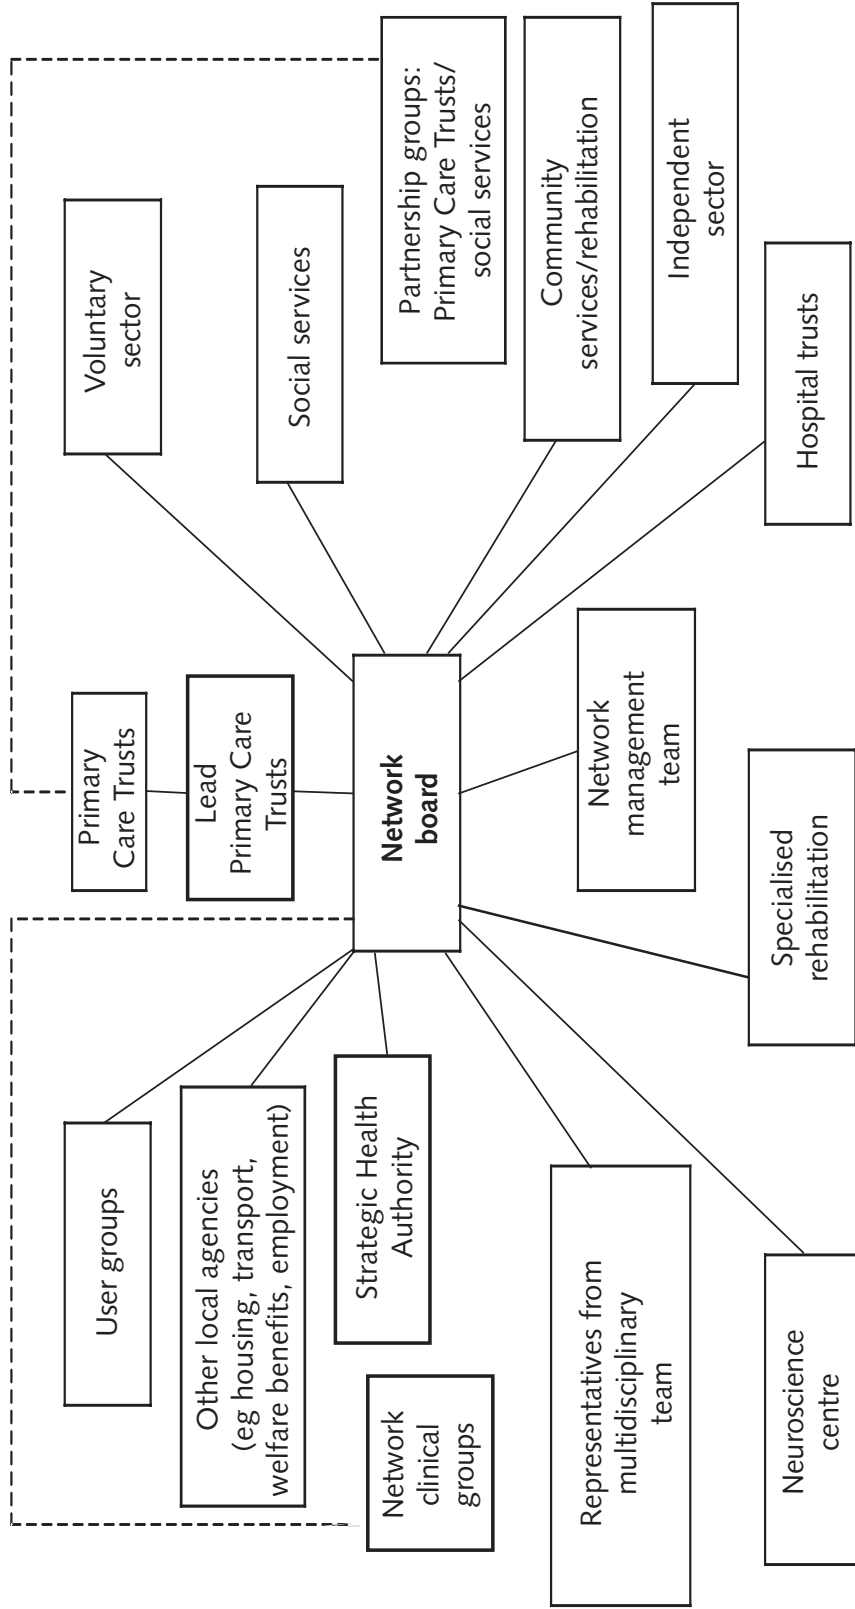 User groups
Other local agencies
(eg housing, transport,
welfare benefits, employment)
Strategic Health
Authority
Network
clinical
groups
Representatives from
multidisciplinary
team
Neuroscience
centre
Primary
Care Trusts
Lead
Primary Care
Trusts
Network
board
Network
management
team
Specialised
rehabilitation
Voluntary
sector
Social services
Partnership groups:
Primary Care Trusts/
social services
Community
services/rehabilitation
Independent
sector
Hospital trusts